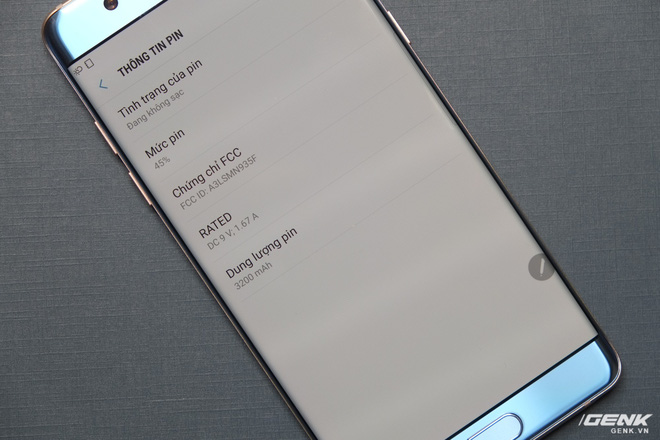 THÔNG TIN PIN
Tình trạng của pin
Đang không sạc
Mức pin
45%
Chứng chỉ FCC
FCC ID: A3LSMN935F
RATED
DC 9 V; 1.67 A
Dung lượng pin
3200 mAh
GENK
GENK.VN